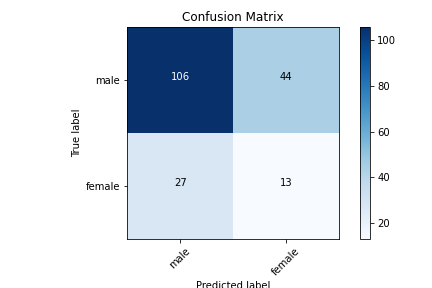 Confusion Matrix
male
106
44
female
27
13
male
female
True label
Predicted label
100
80
60
40
20